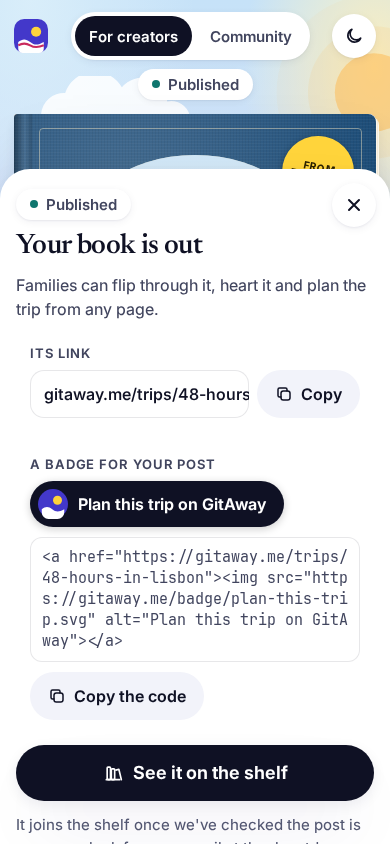 For creators
Community
Published
FROM
Published
Your book is out
Families can flip through it, heart it and plan the
trip from any page.
ITS LINK
gitaway.me/trips/48-hours
Copy
A BADGE FOR YOUR POST
Plan this trip on GitAway
<a href="https://gitaway.me/trips/
48-hours-in-lisbon"><img src="http
s://gitaway.me/badge/plan-this-tri
p.svg" alt="Plan this trip on GitA
way"></a>
Copy the code
See it on the shelf
It joins the shelf once we've checked the post is